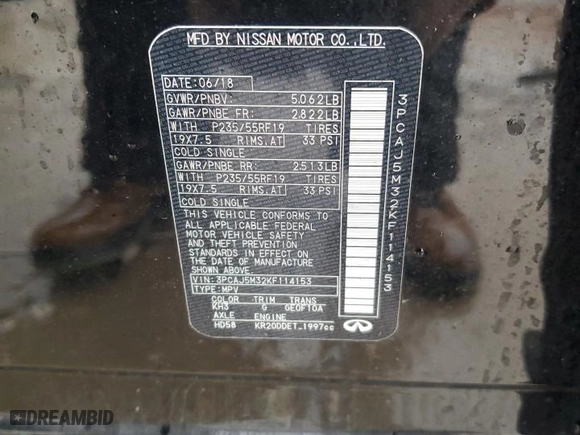 MFD BY NISSAN MOTOR CO.,LTD.
DATE: 06/18
GVWR/PNBV: 5,062LB
GAWR/PNBE FR: 2,822LB
WITH P235/55RF19 TIRES
19X7.5 RIMS.AT 33 PSI
COLD SINGLE
GAWR/PNBE RR: 2,513LB
WITH P235/55RF19 TIRES
19X7.5 RIMS.AT 33 PSI
COLD SINGLE
THIS VEHICLE CONFORMS TO
ALL APPLICABLE FEDERAL
MOTOR VEHICLE SAFETY
AND THEFT PREVENTION
STANDARDS IN EFFECT ON
THE DATE OF MANUFACTURE
SHOWN ABOVE.
VIN: 3PCAJ5M32KF114153
TYPE: MPV
COLOR TRIM TRANS
KH3 G GE0F10A
AXLE ENGINE
HD58 KR20DDET 1997cc
3PCAJ5M32KF114153
DREAMBID